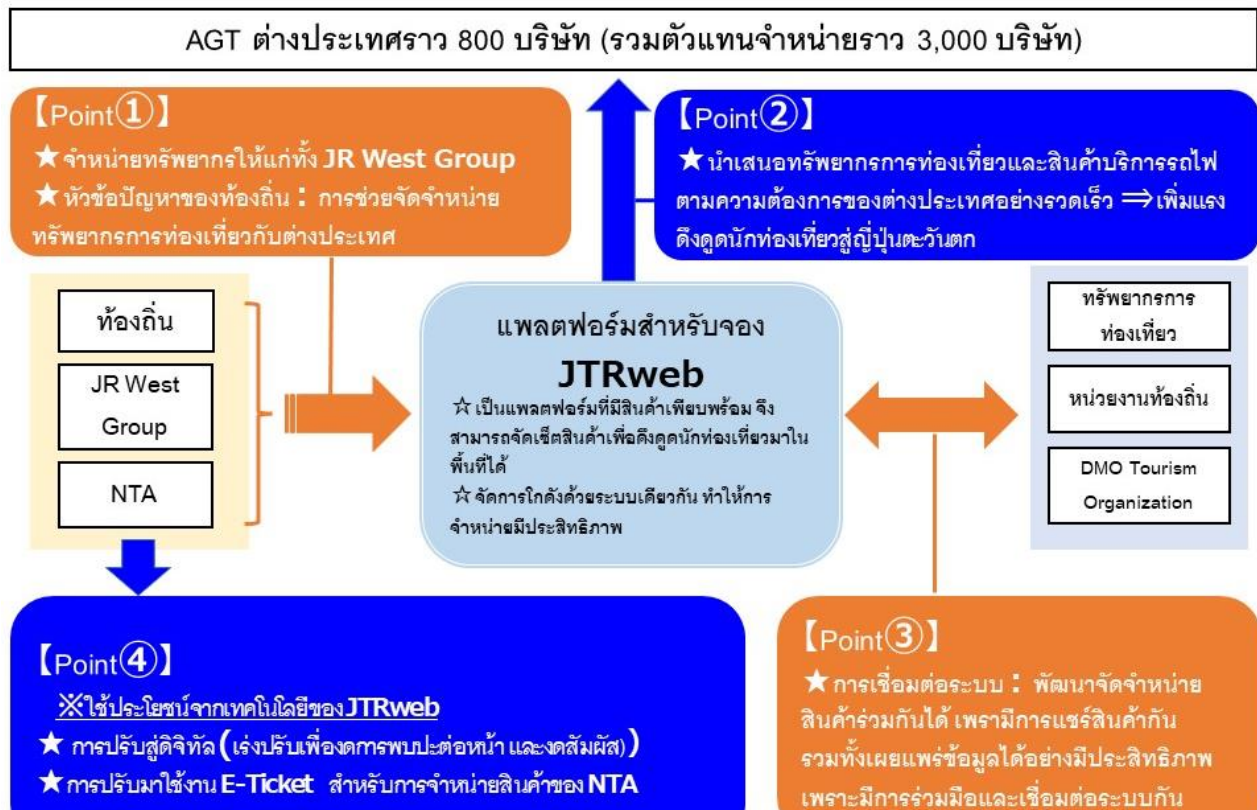 AGT ต่างประเทศราว 800 บริษัท (รวมตัวแทนจำหน่ายราว 3,000 บริษัท)
【Point①】
★จำหน่ายทรัพยากรให้แก่ทั้ง JR West Group
★หัวข้อปัญหาของท้องถิ่น : การช่วยจัดจำหน่าย
ทรัพยากรการท่องเที่ยวกับต่างประเทศ
【Point②】
★นำเสนอทรัพยากรการท่องเที่ยวและสินค้าบริการรถไฟ
ตามความต้องการของต่างประเทศอย่างรวดเร็ว ⇒เพิ่มแรง
ดึงดูดนักท่องเที่ยวสู่ญี่ปุ่นตะวันตก
ท้องถิ่น
JR West
Group
NTA
แพลตฟอร์มสำหรับจอง
JTRweb
☆เป็นแพลตฟอร์มที่มีสินค้าเพียบพร้อม จึง
สามารถจัดเซ็ตสินค้าเพื่อดึงดูดนักท่องเที่ยวมาใน
พื้นที่ได้
☆จัดการโกดังด้วยระบบเดียวกัน ทำให้การ
จำหน่ายมีประสิทธิภาพ
ทรัพยากรการ
ท่องเที่ยว
หน่วยงานท้องถิ่น
DMO Tourism
Organization
【Point④】
※ใช้ประโยชน์จากเทคโนโลยีของJTRweb
★ การปรับสู่ดิจิทัล (เร่งปรับเพื่องดการพบปะต่อหน้า และงดสัมผัส))
★การปรับมาใช้งาน E-Ticket สำหรับการจำหน่ายสินค้าของ NTA
【Point③】
★การเชื่อมต่อระบบ : พัฒนาจัดจำหน่าย
สินค้าร่วมกันได้ เพรามีการแชร์สินค้ากัน
รวมทั้งเผยแพร่ข้อมูลได้อย่างมีประสิทธิภาพ
เพราะมีการร่วมมือและเชื่อมต่อระบบกัน